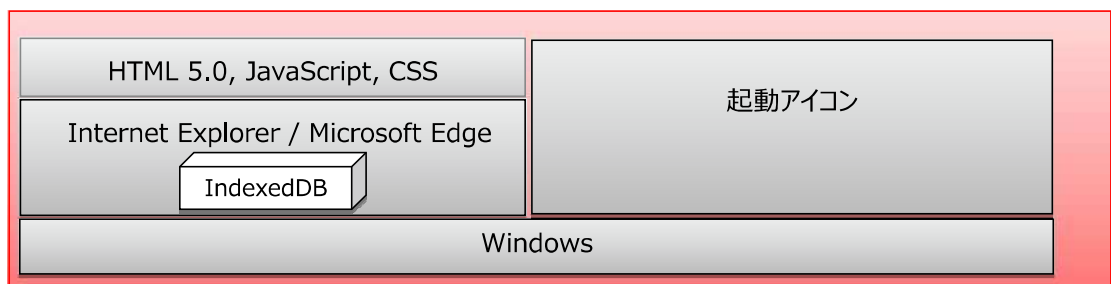 HTML 5.0, JavaScript, CSS
起動アイコン
Internet Explorer / Microsoft Edge
IndexedDB
Windows